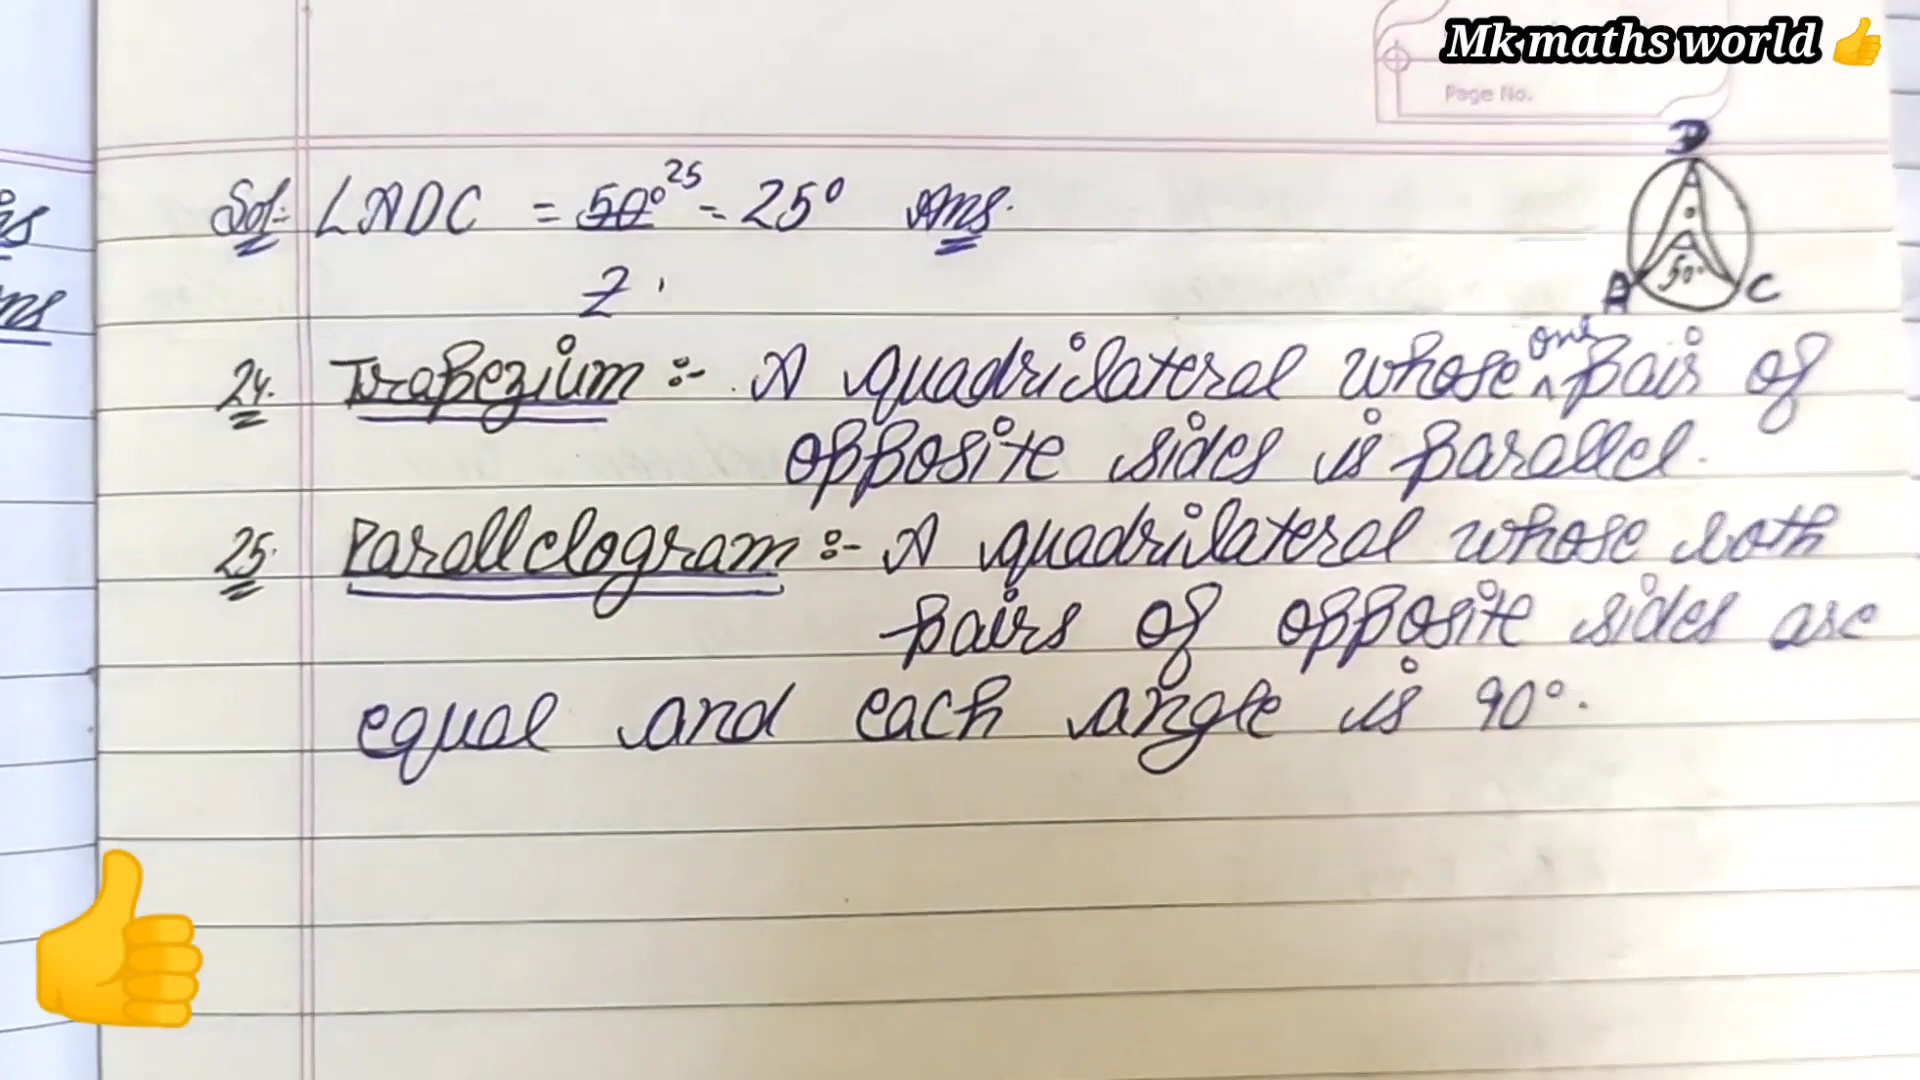 Mk maths world 👍
Page No.
D
Sol:- ∠ADC = 50° 25 = 25° Ans.
2
50°
A C
24. Trapezium :- A quadrilateral whose one pair of
opposite sides is parallel.
25. Parallelogram :- A quadrilateral whose both
pairs of opposite sides are
equal and each angle is 90°.